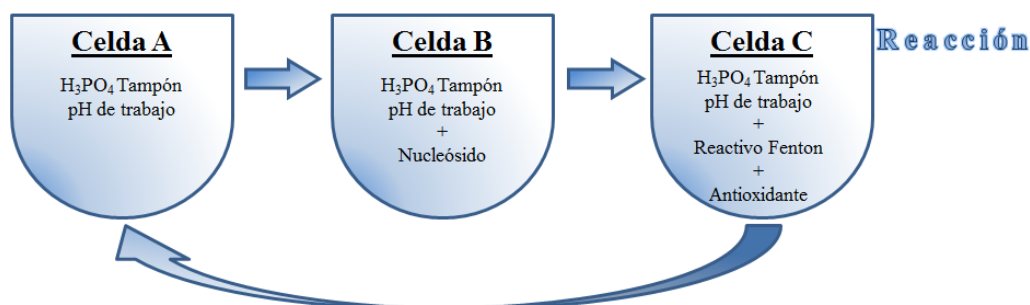 Celda A
H₃PO₄ Tampón
pH de trabajo
Celda B
H₃PO₄ Tampón
pH de trabajo
+
Nucleósido
Celda C
H₃PO₄ Tampón
pH de trabajo
+
Reactivo Fenton
+
Antioxidante
Reacción